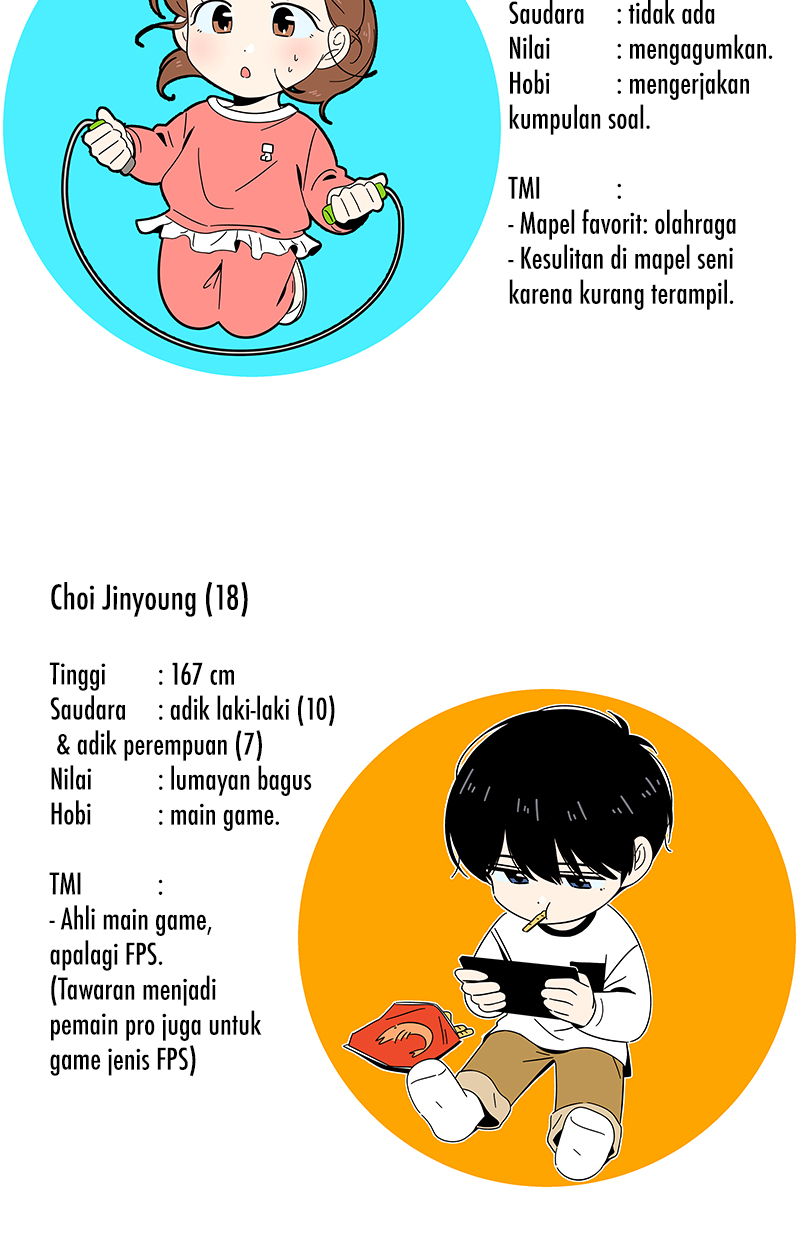 Saudara : tidak ada
Nilai : mengagumkan.
Hobi : mengerjakan
kumpulan soal.
TMI :
- Mapel favorit: olahraga
- Kesulitan di mapel seni
karena kurang terampil.
Choi Jinyoung (18)
Tinggi : 167 cm
Saudara : adik laki-laki (10)
& adik perempuan (7)
Nilai : lumayan bagus
Hobi : main game.
TMI :
- Ahli main game,
apalagi FPS.
(Tawaran menjadi
pemain pro juga untuk
game jenis FPS)